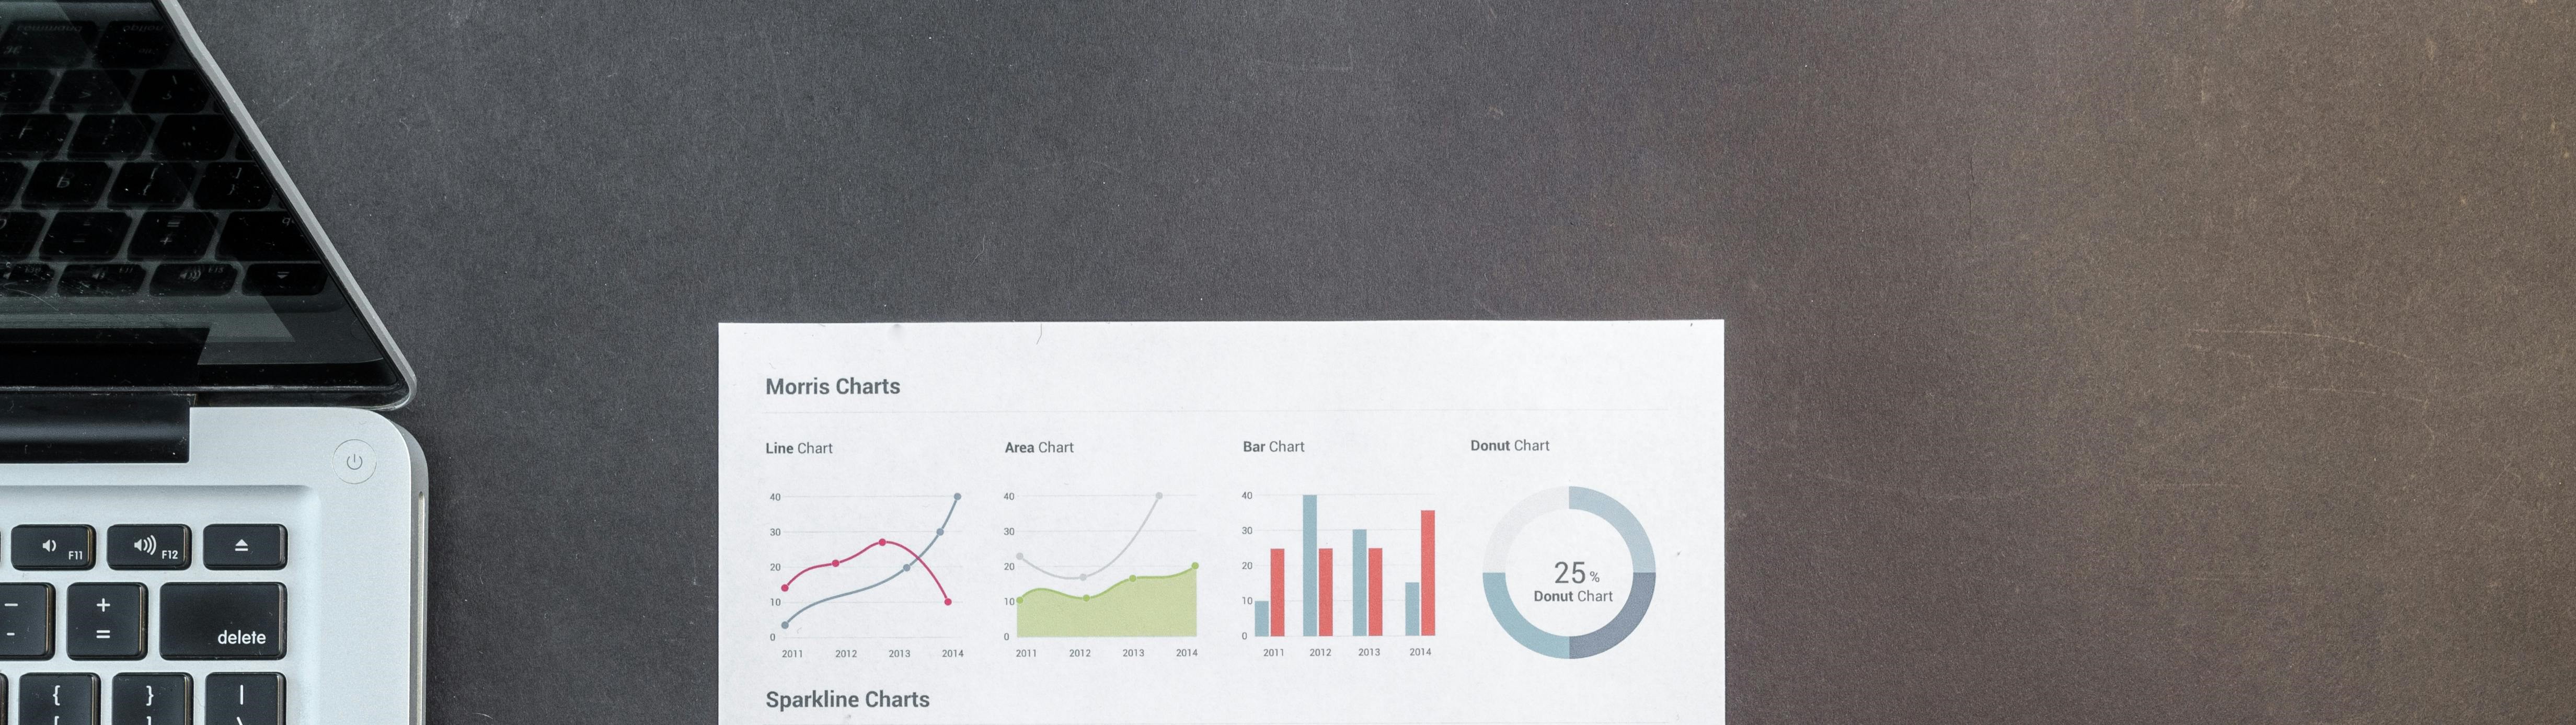 F11
F12
+
=
delete
{
}
Morris Charts
Line Chart
40
30
20
10
0
2011 2012 2013 2014
Area Chart
40
30
20
10
0
2011 2012 2013 2014
Bar Chart
40
30
20
10
0
2011 2012 2013 2014
Donut Chart
25 %
Donut Chart
Sparkline Charts